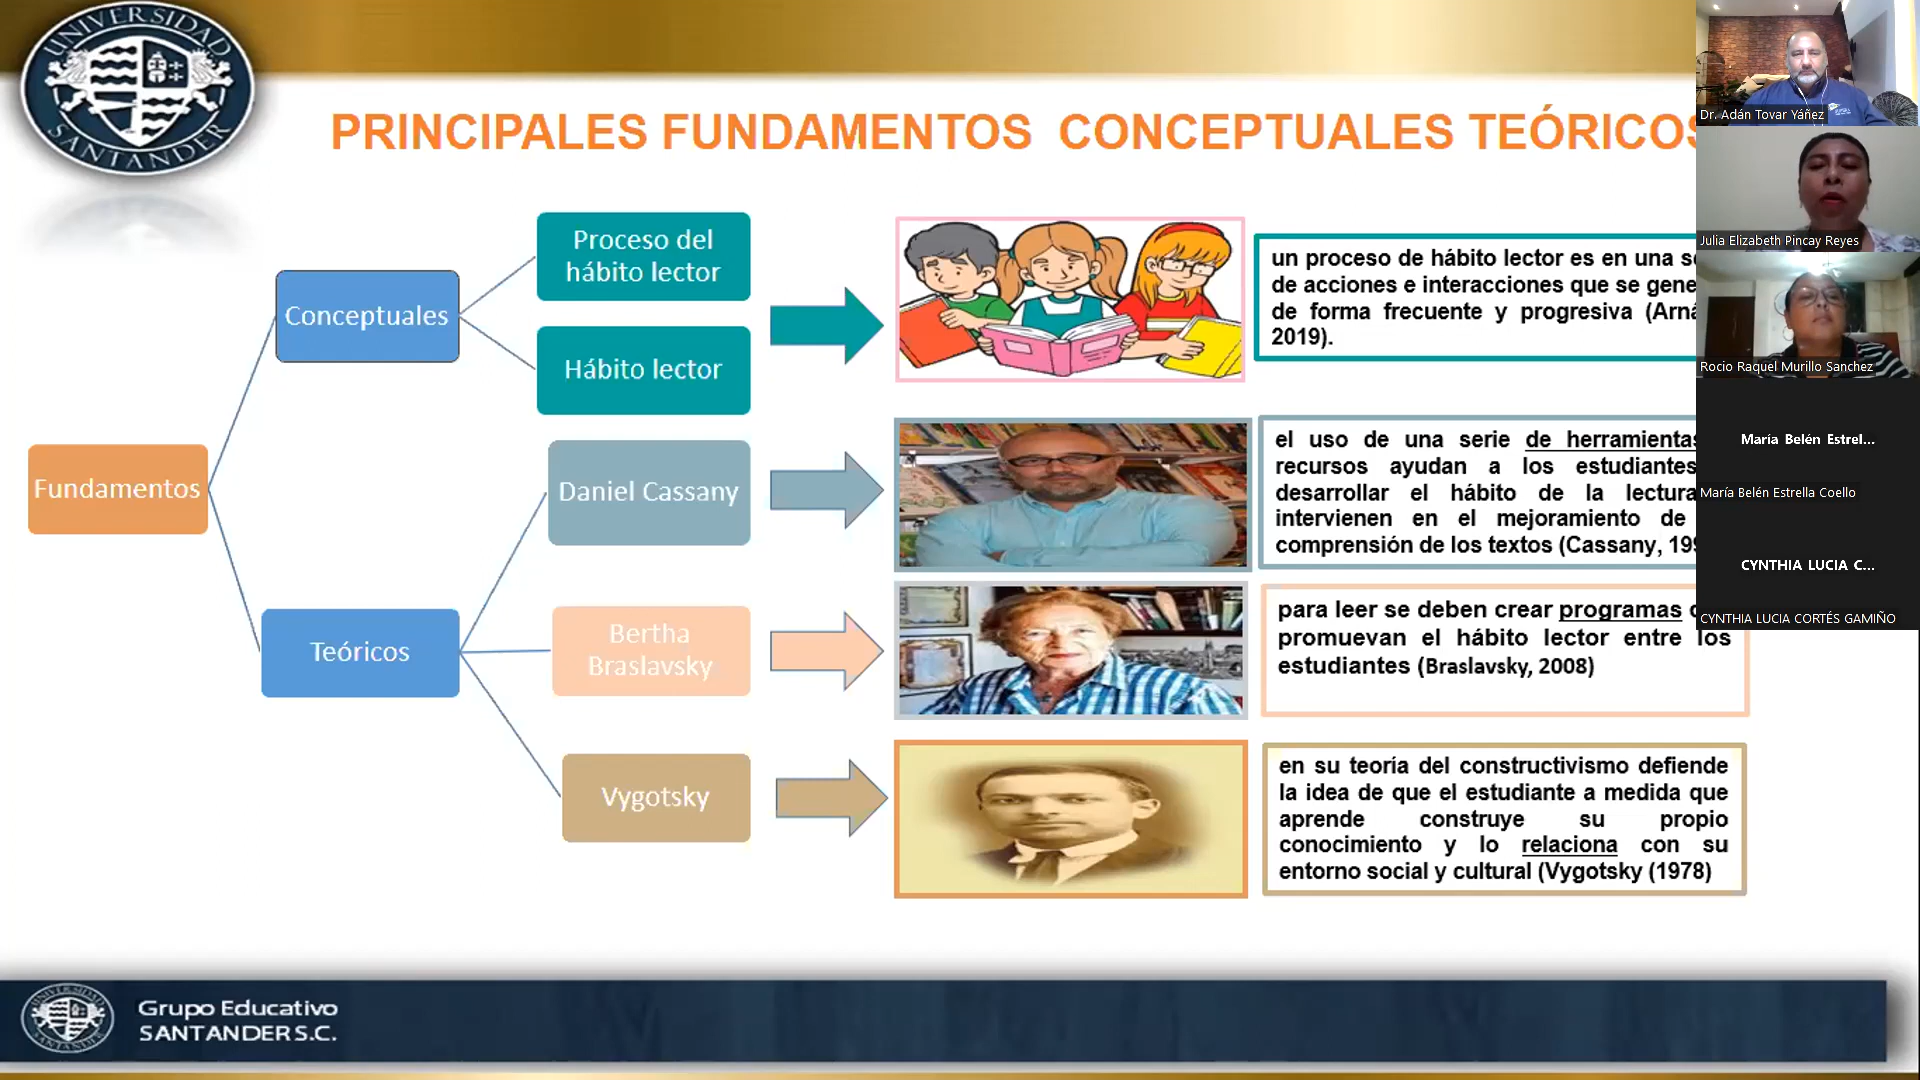 UNIVERSIDAD
SANTANDER
PRINCIPALES FUNDAMENTOS CONCEPTUALES TEÓRICOS
Fundamentos
Conceptuales
Teóricos
Proceso del
hábito lector
Hábito lector
Daniel Cassany
Bertha
Braslavsky
Vygotsky
un proceso de hábito lector es en una
de acciones e interacciones que se
de forma frecuente y progresiva
2019).
el uso de una serie de herramientas
recursos ayudan a los estudiantes
desarrollar el hábito de la lectura
intervienen en el mejoramiento de
comprensión de los textos (Cassany,
para leer se deben crear programas
promuevan el hábito lector entre los
estudiantes (Braslavsky, 2008)
en su teoría del constructivismo defiende
la idea de que el estudiante a medida que
aprende construye su propio
conocimiento y lo relaciona con su
entorno social y cultural (Vygotsky (1978)
Dr. Adán Tovar Yáñez
Julia Elizabeth Pincay Reyes
Rocio Raquel Murillo Sanchez
María Belén Estrel...
María Belén Estrella Coello
CYNTHIA LUCIA C...
CYNTHIA LUCIA CORTÉS GAMIÑO
UNIVERSIDAD
SANTANDER
Grupo Educativo
SANTANDER S.C.